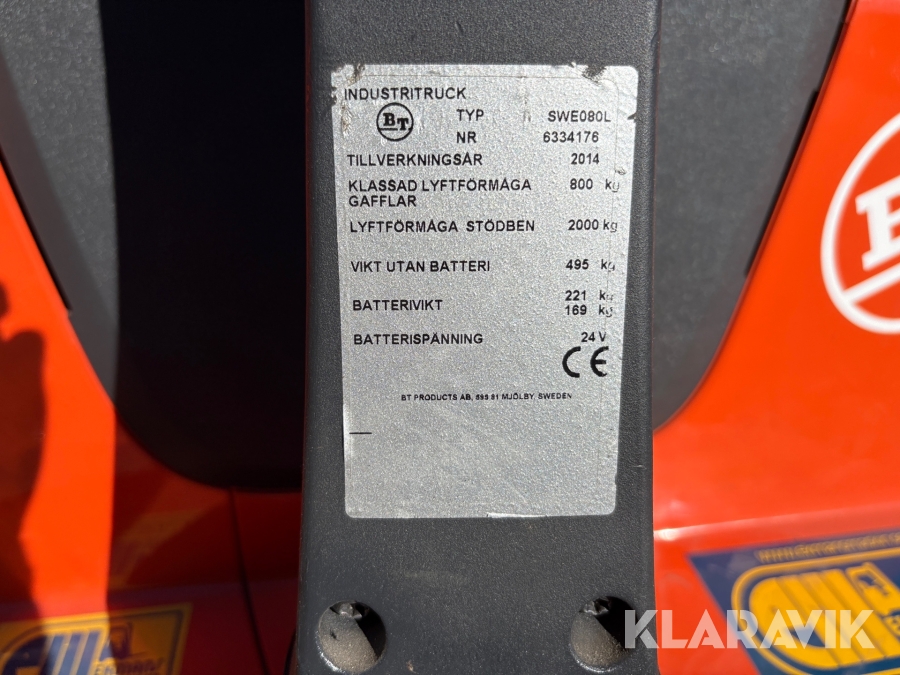 INDUSTRITRUCK
BT
TYP SWE080L
NR 6334176
TILLVERKNINGSÅR 2014
KLASSAD LYFTFÖRMÅGA 800 kg
GAFFLAR
LYFTFÖRMÅGA STÖDBEN 2000 kg
VIKT UTAN BATTERI 495 kg
BATTERIVIKT 221 kg
169 kg
BATTERISPÄNNING 24 V
CE
BT PRODUCTS AB, 595 81 MJÖLBY, SWEDEN
KLARAVIK